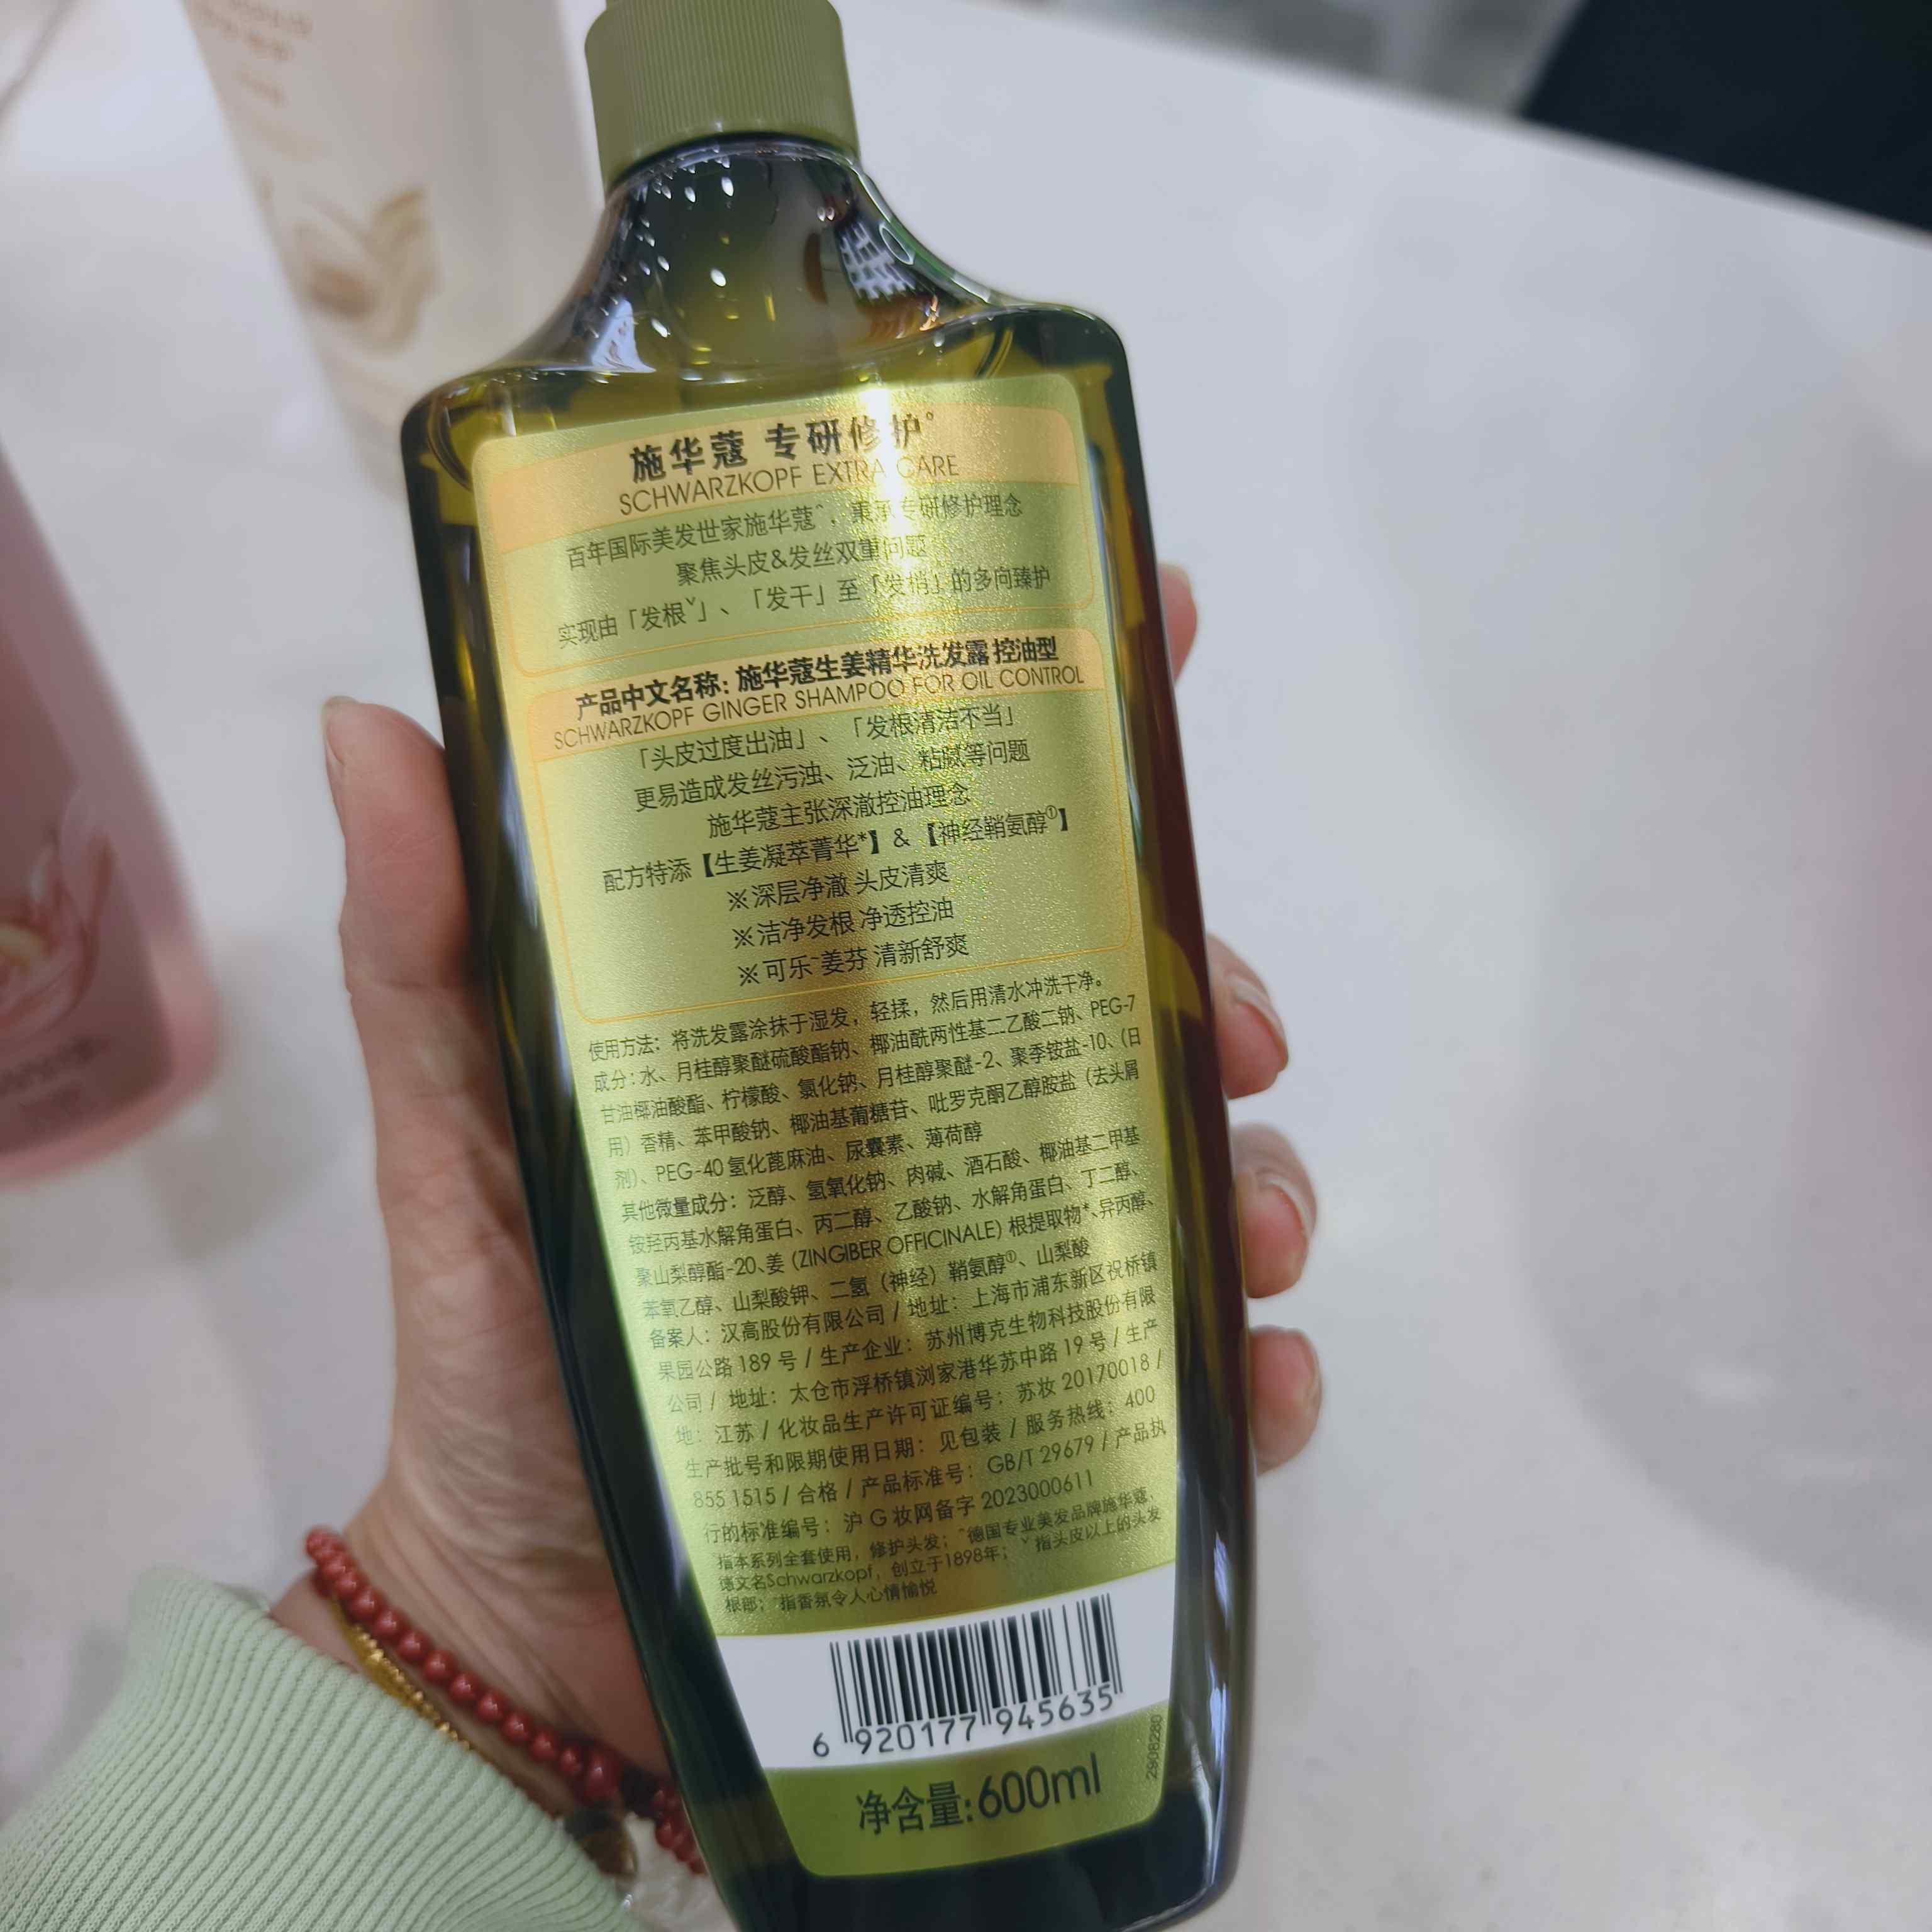 施华蔻 专研修护°
SCHWARZKOPF EXTRA CARE
百年国际美发世家施华蔻^，秉承专研修护理念
聚焦头皮&发丝双重问题
实现由「发根ˇ」、「发干」至「发梢」的多向臻护
产品中文名称: 施华蔻生姜精华洗发露 控油型
SCHWARZKOPF GINGER SHAMPOO FOR OIL CONTROL
「头皮过度出油」、「发根清洁不当」
更易造成发丝污浊、泛油、粘腻等问题
施华蔻主张深澈控油理念
配方特添【生姜凝萃菁华*】&【神经鞘氨醇①】
※深层净澈 头皮清爽
※洁净发根 净透控油
※可乐~姜芬 清新舒爽
使用方法：将洗发露涂抹于湿发，轻揉，然后用清水冲洗干净。
成分：水、月桂醇聚醚硫酸酯钠、椰油酰两性基二乙酸二钠、PEG-7
甘油椰油酸酯、柠檬酸、氯化钠、月桂醇聚醚-2、聚季铵盐-10、(日
用）香精、苯甲酸钠、椰油基葡糖苷、吡罗克酮乙醇胺盐（去头屑
剂）、PEG-40 氢化蓖麻油、尿囊素、薄荷醇
其他微量成分：泛醇、氢氧化钠、肉碱、酒石酸、椰油基二甲基
铵羟丙基水解角蛋白、丙二醇、乙酸钠、水解角蛋白、丁二醇、
聚山梨醇酯-20、姜 (ZINGIBER OFFICINALE) 根提取物*、异丙醇、
苯氧乙醇、山梨酸钾、二氢（神经）鞘氨醇①、山梨酸
备案人：汉高股份有限公司 / 地址：上海市浦东新区祝桥镇
果园公路 189 号 / 生产企业：苏州博克生物科技股份有限
公司 / 地址：太仓市浮桥镇浏家港华苏中路 19 号 / 生产
地：江苏 / 化妆品生产许可证编号：苏妆 20170018 /
生产批号和限期使用日期：见包装 / 服务热线：400
855 1515 / 合格 / 产品标准号：GB/T 29679 / 产品执
行的标准编号：沪 G 妆网备字 2023000611
°指本系列全套使用，修护头发；^德国专业美发品牌施华蔻，
德文名Schwarzkopf，创立于1898年；ˇ指头皮以上的头发
根部；~指香氛令人心情愉悦
6 920177 945635
2908280
净含量:600ml